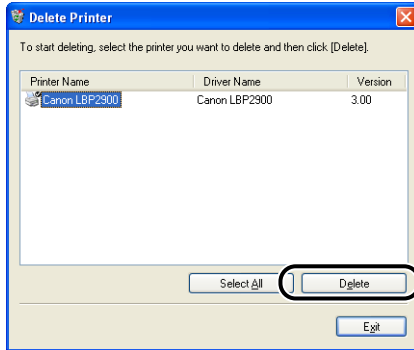 Delete Printer
To start deleting, select the printer you want to delete and then click [Delete].
Printer Name Driver Name Version
Canon LBP2900 Canon LBP2900 3.00
Select All Delete
Exit